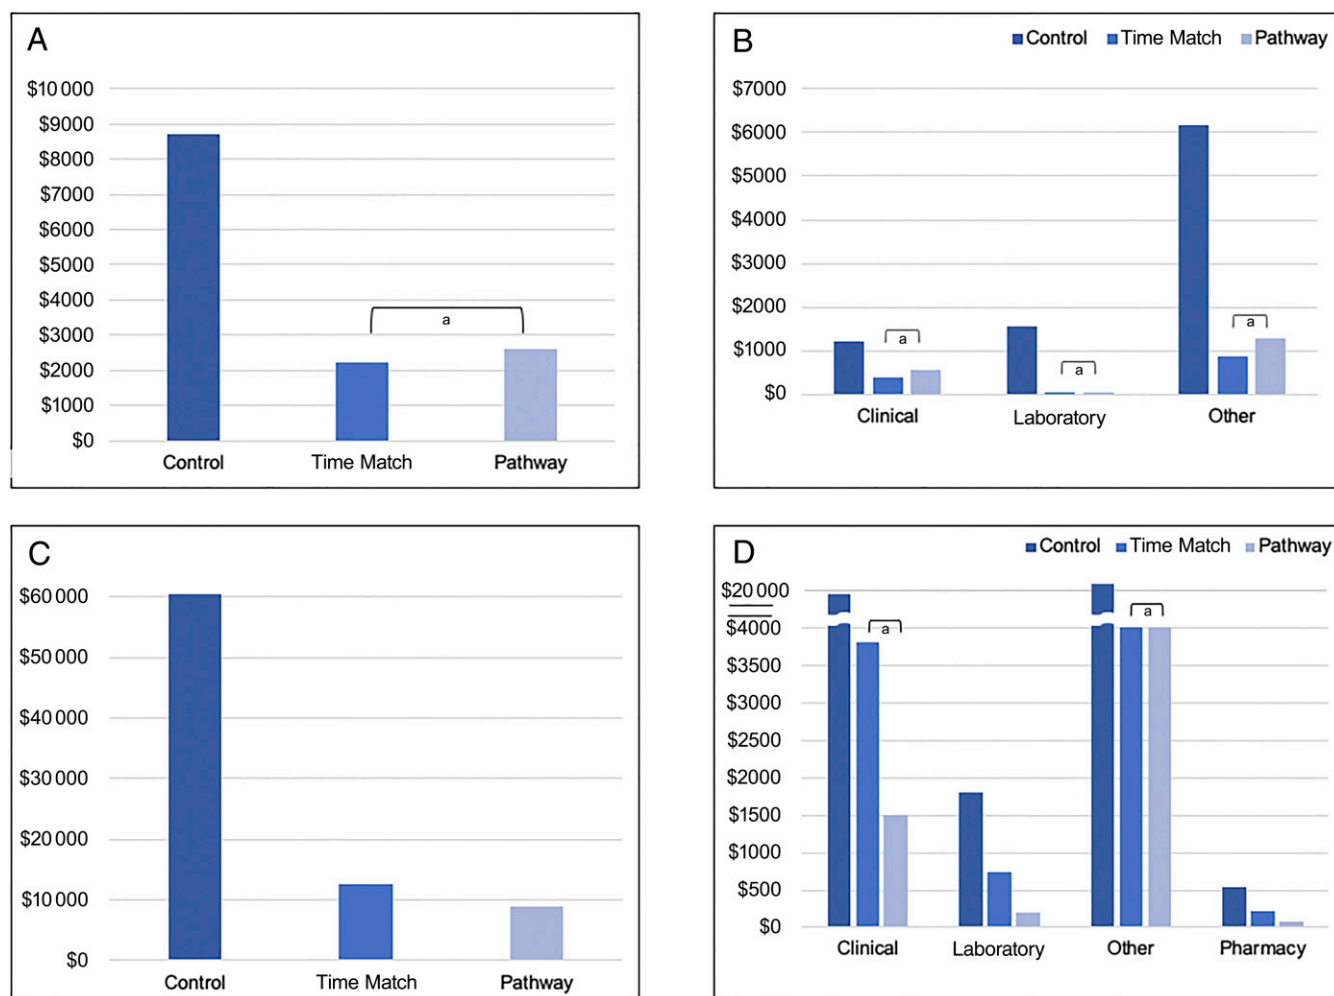 A
$10 000
$9000
$8000
$7000
$6000
$5000
$4000
$3000
$2000
$1000
$0
a
Control Time Match Pathway
B
Control Time Match Pathway
$7000
$6000
$5000
$4000
$3000
$2000
$1000
$0
a a a
Clinical Laboratory Other
C
$60 000
$50 000
$40 000
$30 000
$20 000
$10 000
$0
Control Time Match Pathway
D
Control Time Match Pathway
$20 000
$4000
$3500
$3000
$2500
$2000
$1500
$1000
$500
$0
a a
Clinical Laboratory Other Pharmacy